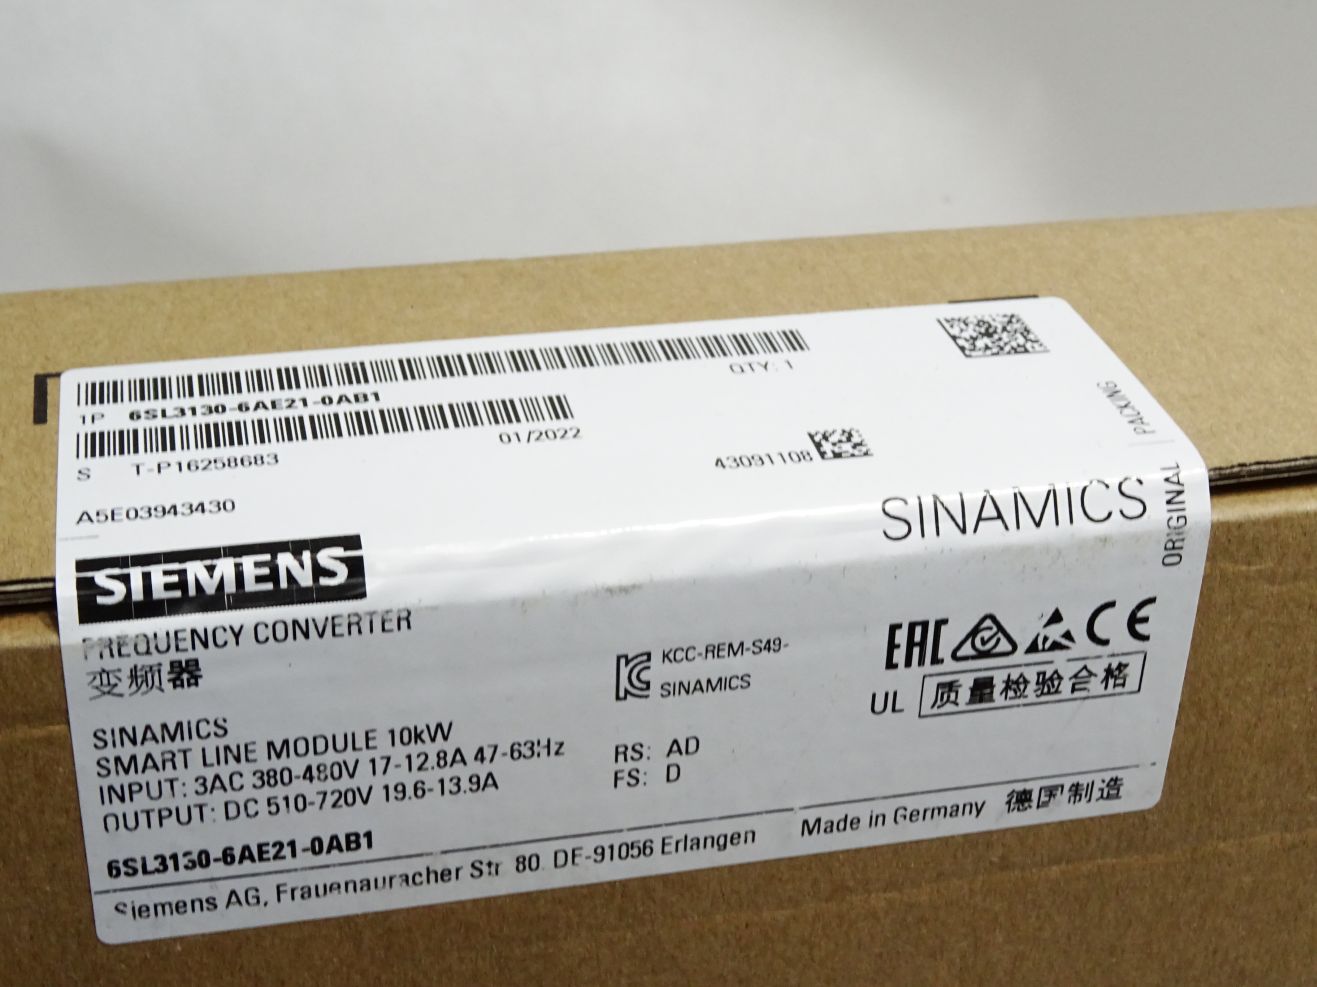 QTY: 1
1P 6SL3130-6AE21-0AB1
01/2022
S T-P16258683
43091108
A5E03943430
ORIGINAL | PACKING
SINAMICS
SIEMENS
FREQUENCY CONVERTER
变频器
KCC-REM-S49-
SINAMICS
EAC CE
UL 质量检验合格
SINAMICS
SMART LINE MODULE 10kW
INPUT: 3AC 380-480V 17-12.8A 47-63Hz
OUTPUT: DC 510-720V 19.6-13.9A
RS: AD
FS: D
6SL3130-6AE21-0AB1
Made in Germany 德国制造
Siemens AG, Frauenauracher Str. 80. DE-91056 Erlangen